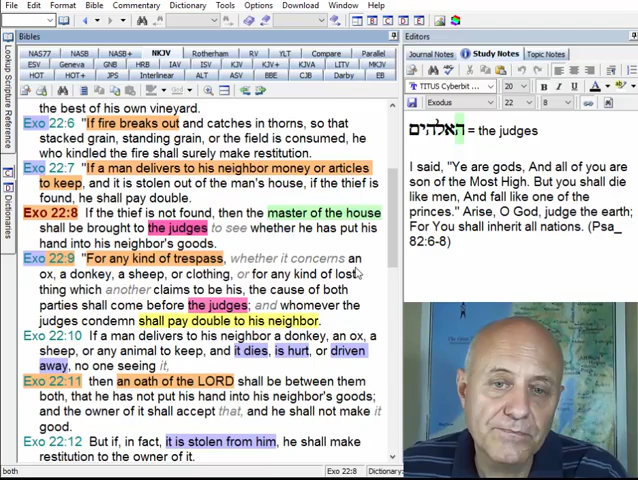 File Edit Bible Commentary Dictionary Tools Options Download Window Help
Bibles
NAS77 NASB NASB+ NKJV Rotherham RV YLT Compare Parallel
ESV Geneva GNB HRB IAV ISV JUB KJV+ KJVA LITV MKJV
HOT HOT+ JPS Interlinear ALT ASV BBE CJB Darby EB
Lookup Scripture Reference
Dictionaries
the best of his own vineyard.
Exo 22:6 "If fire breaks out and catches in thorns, so that
stacked grain, standing grain, or the field is consumed, he
who kindled the fire shall surely make restitution.
Exo 22:7 "If a man delivers to his neighbor money or articles
to keep, and it is stolen out of the man's house, if the thief is
found, he shall pay double.
Exo 22:8 If the thief is not found, then the master of the house
shall be brought to the judges to see whether he has put his
hand into his neighbor's goods.
Exo 22:9 "For any kind of trespass, whether it concerns an
ox, a donkey, a sheep, or clothing, or for any kind of lost
thing which another claims to be his, the cause of both
parties shall come before the judges; and whomever the
judges condemn shall pay double to his neighbor.
Exo 22:10 If a man delivers to his neighbor a donkey, an ox, a
sheep, or any animal to keep, and it dies, is hurt, or driven
away, no one seeing it,
Exo 22:11 then an oath of the LORD shall be between them
both, that he has not put his hand into his neighbor's goods;
and the owner of it shall accept that, and he shall not make it
good.
Exo 22:12 But if, in fact, it is stolen from him, he shall make
restitution to the owner of it.
both
Exo 22:8
Dictionary:
Editors
Journal Notes Study Notes Topic Notes
TITUS Cyberbit 20 B I U
Exodus 22 8
האלהים = the judges
I said, "Ye are gods, And all of you are
son of the Most High. But you shall die
like men, And fall like one of the
princes." Arise, O God, judge the earth;
For You shall inherit all nations. (Psa_
82:6-8)